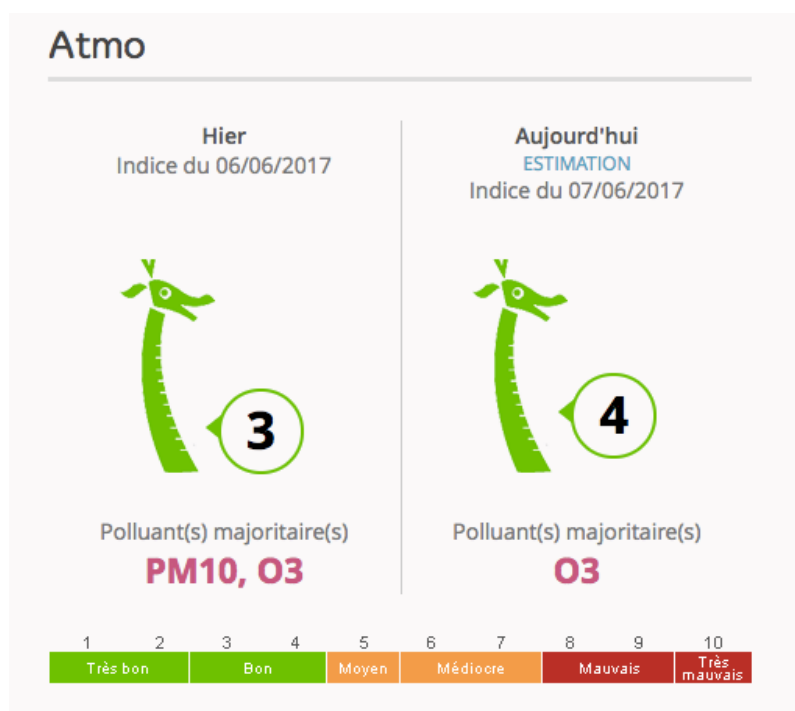 Atmo
Hier
Indice du 06/06/2017
3
Polluant(s) majoritaire(s)
PM10, O3
Aujourd'hui
ESTIMATION
Indice du 07/06/2017
4
Polluant(s) majoritaire(s)
O3
1 2 3 4 5 6 7 8 9 10
Très bon Bon Moyen Médiocre Mauvais Très mauvais